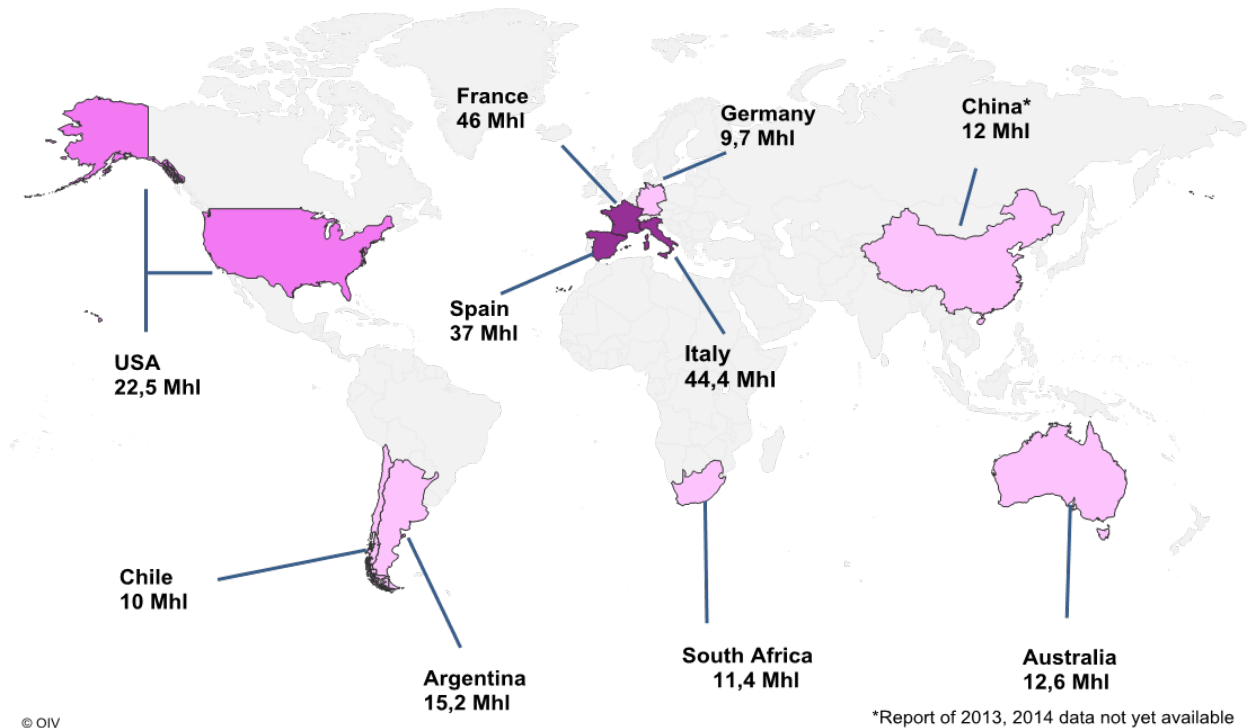 France
46 Mhl
Germany
9,7 Mhl
China*
12 Mhl
Spain
37 Mhl
Italy
44,4 Mhl
USA
22,5 Mhl
Chile
10 Mhl
Argentina
15,2 Mhl
South Africa
11,4 Mhl
Australia
12,6 Mhl
© OIV
*Report of 2013, 2014 data not yet available